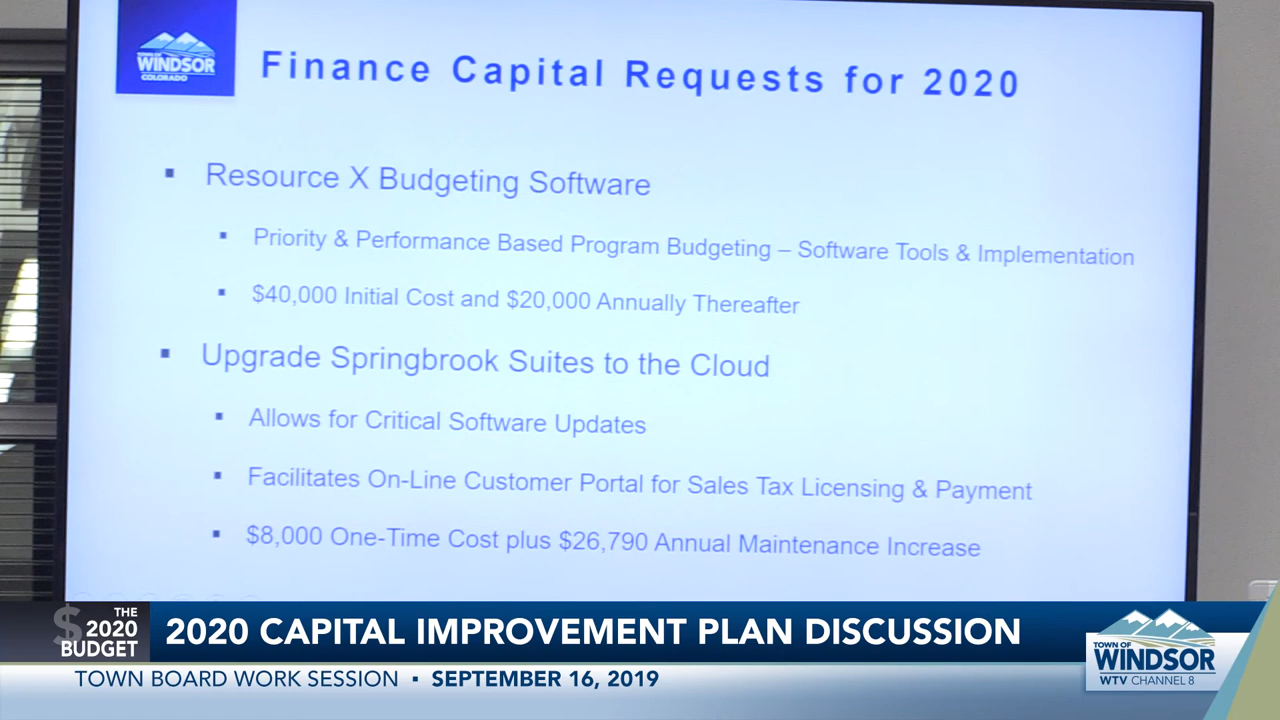 TOWN OF
WINDSOR
COLORADO
Finance Capital Requests for 2020
▪ Resource X Budgeting Software
▪ Priority & Performance Based Program Budgeting – Software Tools & Implementation
▪ $40,000 Initial Cost and $20,000 Annually Thereafter
▪ Upgrade Springbrook Suites to the Cloud
▪ Allows for Critical Software Updates
▪ Facilitates On-Line Customer Portal for Sales Tax Licensing & Payment
▪ $8,000 One-Time Cost plus $26,790 Annual Maintenance Increase
$ THE
2020
BUDGET
2020 CAPITAL IMPROVEMENT PLAN DISCUSSION
TOWN BOARD WORK SESSION ▪ SEPTEMBER 16, 2019
TOWN OF
WINDSOR
WTV CHANNEL 8